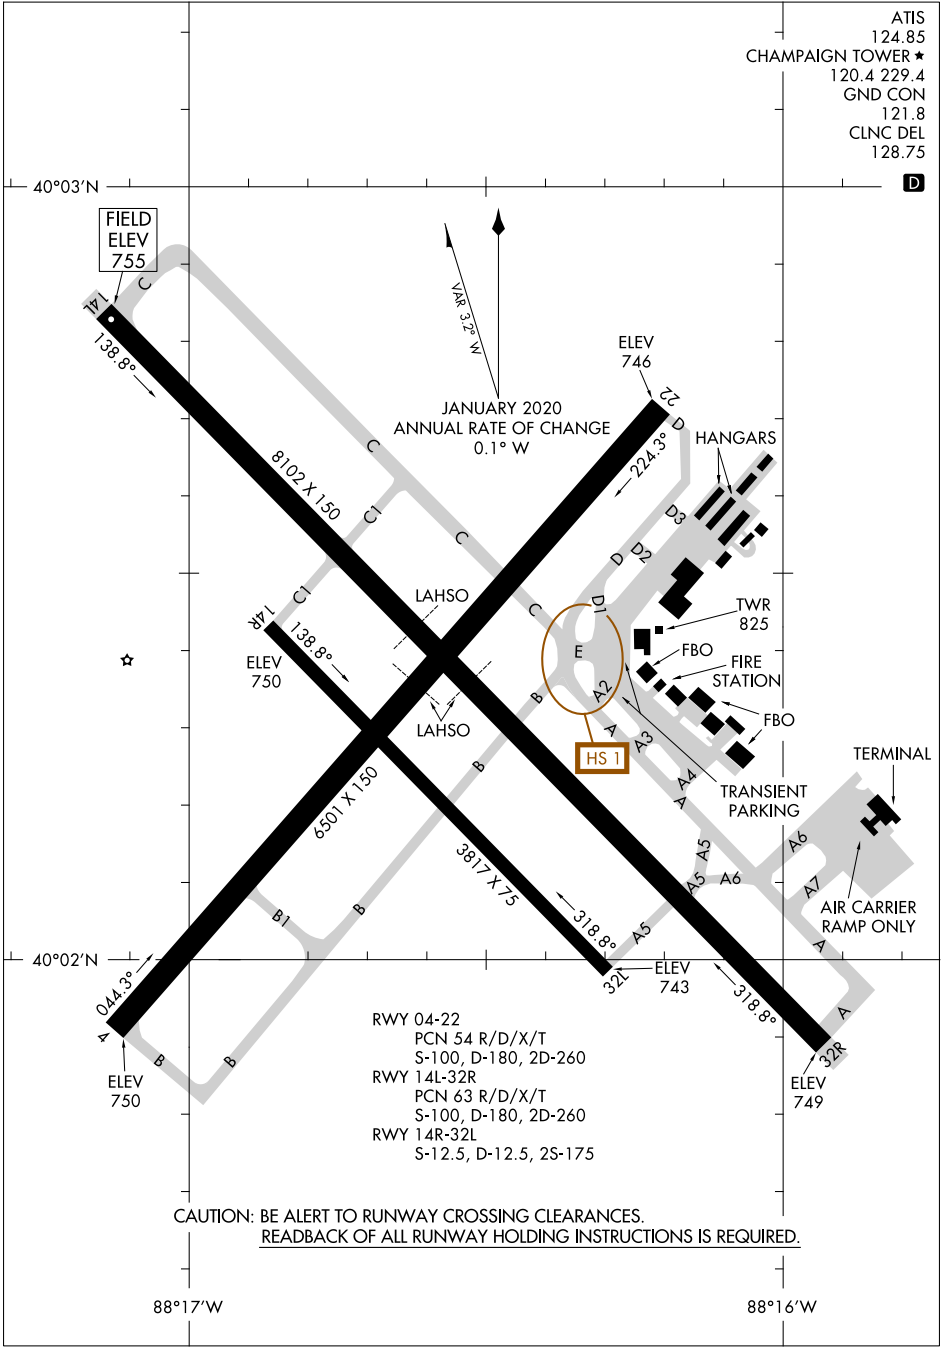 ATIS
124.85
CHAMPAIGN TOWER ★
120.4 229.4
GND CON
121.8
CLNC DEL
128.75
D
40°03'N
FIELD
ELEV
755
C
14L
138.8°
VAR 3.2° W
JANUARY 2020
ANNUAL RATE OF CHANGE
0.1° W
ELEV
746
22
D
224.3°
HANGARS
C
8102 X 150
C1
C
D3
D2
D
C1
LAHSO
C
D1
14R
138.8°
ELEV
750
TWR
825
E
FBO
FIRE
STATION
A2
B
LAHSO
A
A3
FBO
HS 1
B
A4
A
TRANSIENT
PARKING
TERMINAL
6501 X 150
3817 X 75
A5
A6
A5
A6
A7
B1
B
318.8°
A5
AIR CARRIER
RAMP ONLY
A
40°02'N
044.3°
32L
ELEV
743
318.8°
A
4
B
B
ELEV
750
32R
ELEV
749
RWY 04-22
PCN 54 R/D/X/T
S-100, D-180, 2D-260
RWY 14L-32R
PCN 63 R/D/X/T
S-100, D-180, 2D-260
RWY 14R-32L
S-12.5, D-12.5, 2S-175
CAUTION: BE ALERT TO RUNWAY CROSSING CLEARANCES.
READBACK OF ALL RUNWAY HOLDING INSTRUCTIONS IS REQUIRED.
88°17'W
88°16'W